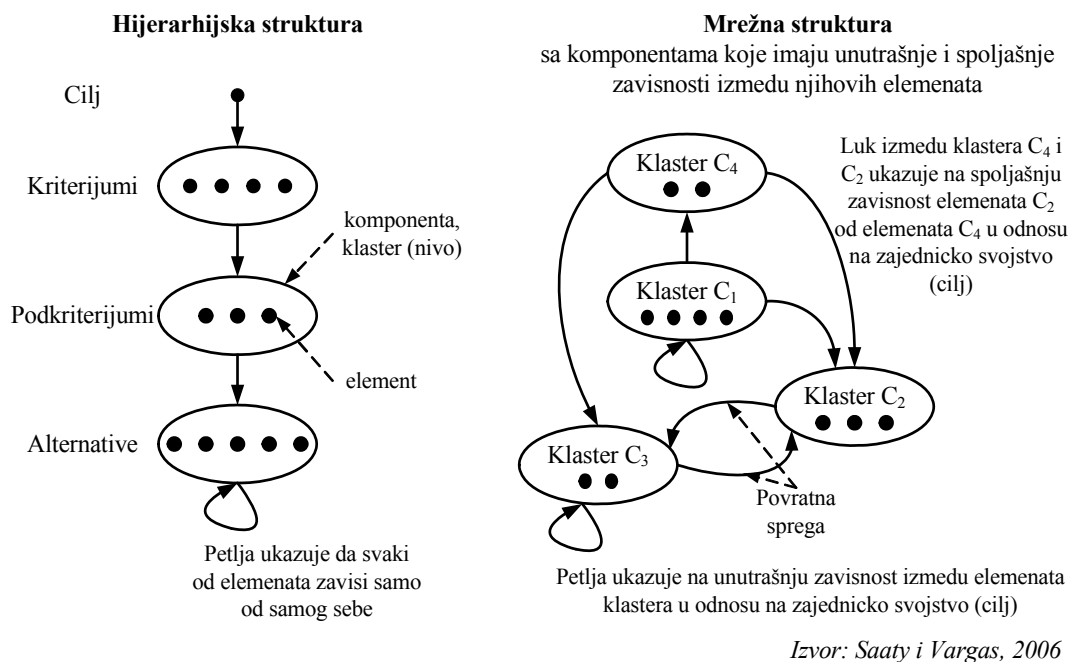 Hijerarhijska struktura
Cilj
Kriterijumi
komponenta,
klaster (nivo)
Podkriterijumi
element
Alternative
Petlja ukazuje da svaki
od elemenata zavisi samo
od samog sebe
Mrežna struktura
sa komponentama koje imaju unutrašnje i spoljašnje
zavisnosti izmedu njihovih elemenata
Klaster C₄
Luk izmedu klastera C₄ i
C₂ ukazuje na spoljašnju
zavisnost elemenata C₂
od elemenata C₄ u odnosu
na zajednicko svojstvo
(cilj)
Klaster C₁
Klaster C₂
Klaster C₃
Povratna
sprega
Petlja ukazuje na unutrašnju zavisnost izmedu elemenata
klastera u odnosu na zajednicko svojstvo (cilj)
Izvor: Saaty i Vargas, 2006